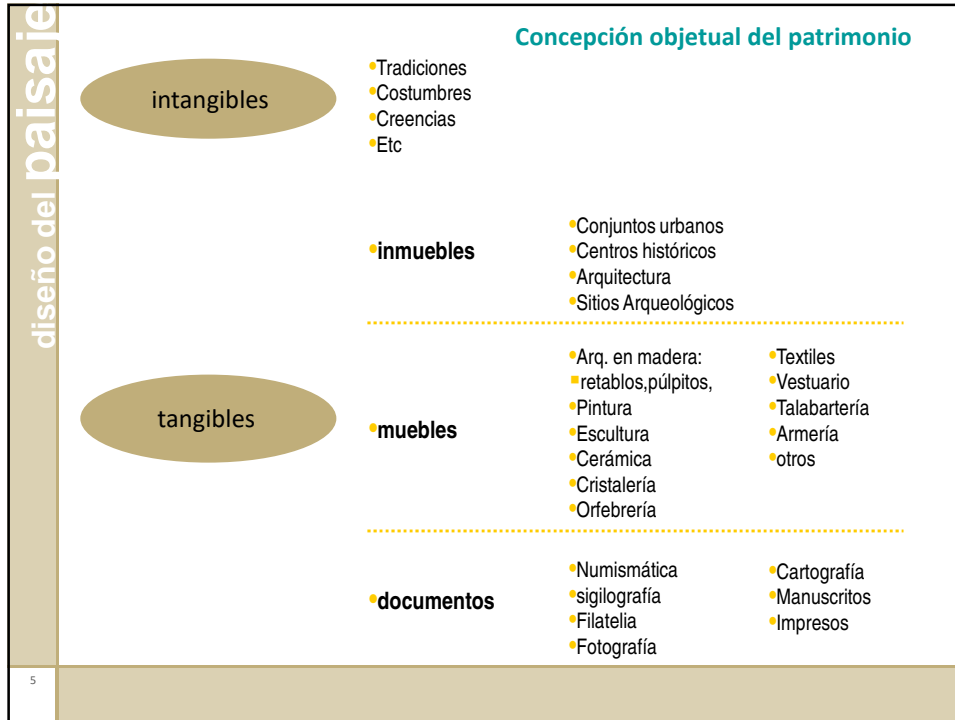 diseño del paisaje
Concepción objetual del patrimonio
intangibles
•Tradiciones
•Costumbres
•Creencias
•Etc
tangibles
•inmuebles
•Conjuntos urbanos
•Centros históricos
•Arquitectura
•Sitios Arqueológicos
•muebles
•Arq. en madera:
▪retablos,púlpitos,
•Pintura
•Escultura
•Cerámica
•Cristalería
•Orfebrería
•Textiles
•Vestuario
•Talabartería
•Armería
•otros
•documentos
•Numismática
•sigilografía
•Filatelia
•Fotografía
•Cartografía
•Manuscritos
•Impresos
5